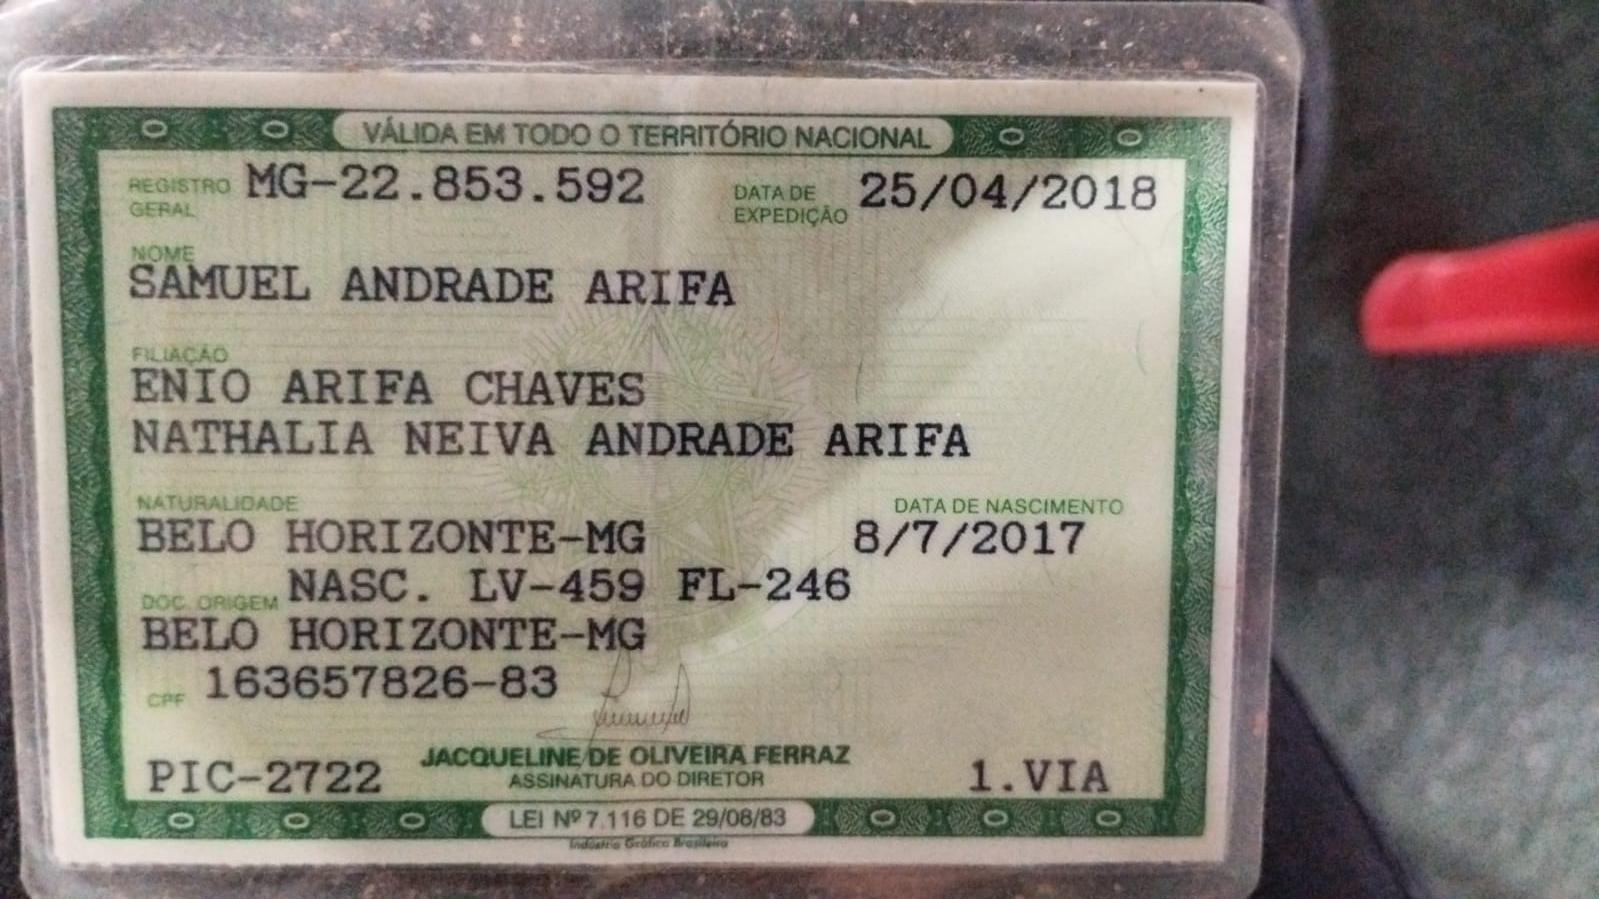 VÁLIDA EM TODO O TERRITÓRIO NACIONAL
REGISTRO GERAL MG-22.853.592 DATA DE EXPEDIÇÃO 25/04/2018
NOME
SAMUEL ANDRADE ARIFA
FILIAÇÃO
ENIO ARIFA CHAVES
NATHALIA NEIVA ANDRADE ARIFA
NATURALIDADE DATA DE NASCIMENTO
BELO HORIZONTE-MG 8/7/2017
DOC. ORIGEM NASC. LV-459 FL-246
BELO HORIZONTE-MG
CPF 163657826-83
JACQUELINE DE OLIVEIRA FERRAZ
PIC-2722 ASSINATURA DO DIRETOR 1.VIA
LEI Nº 7.116 DE 29/08/83
Indústria Gráfica Brasileira